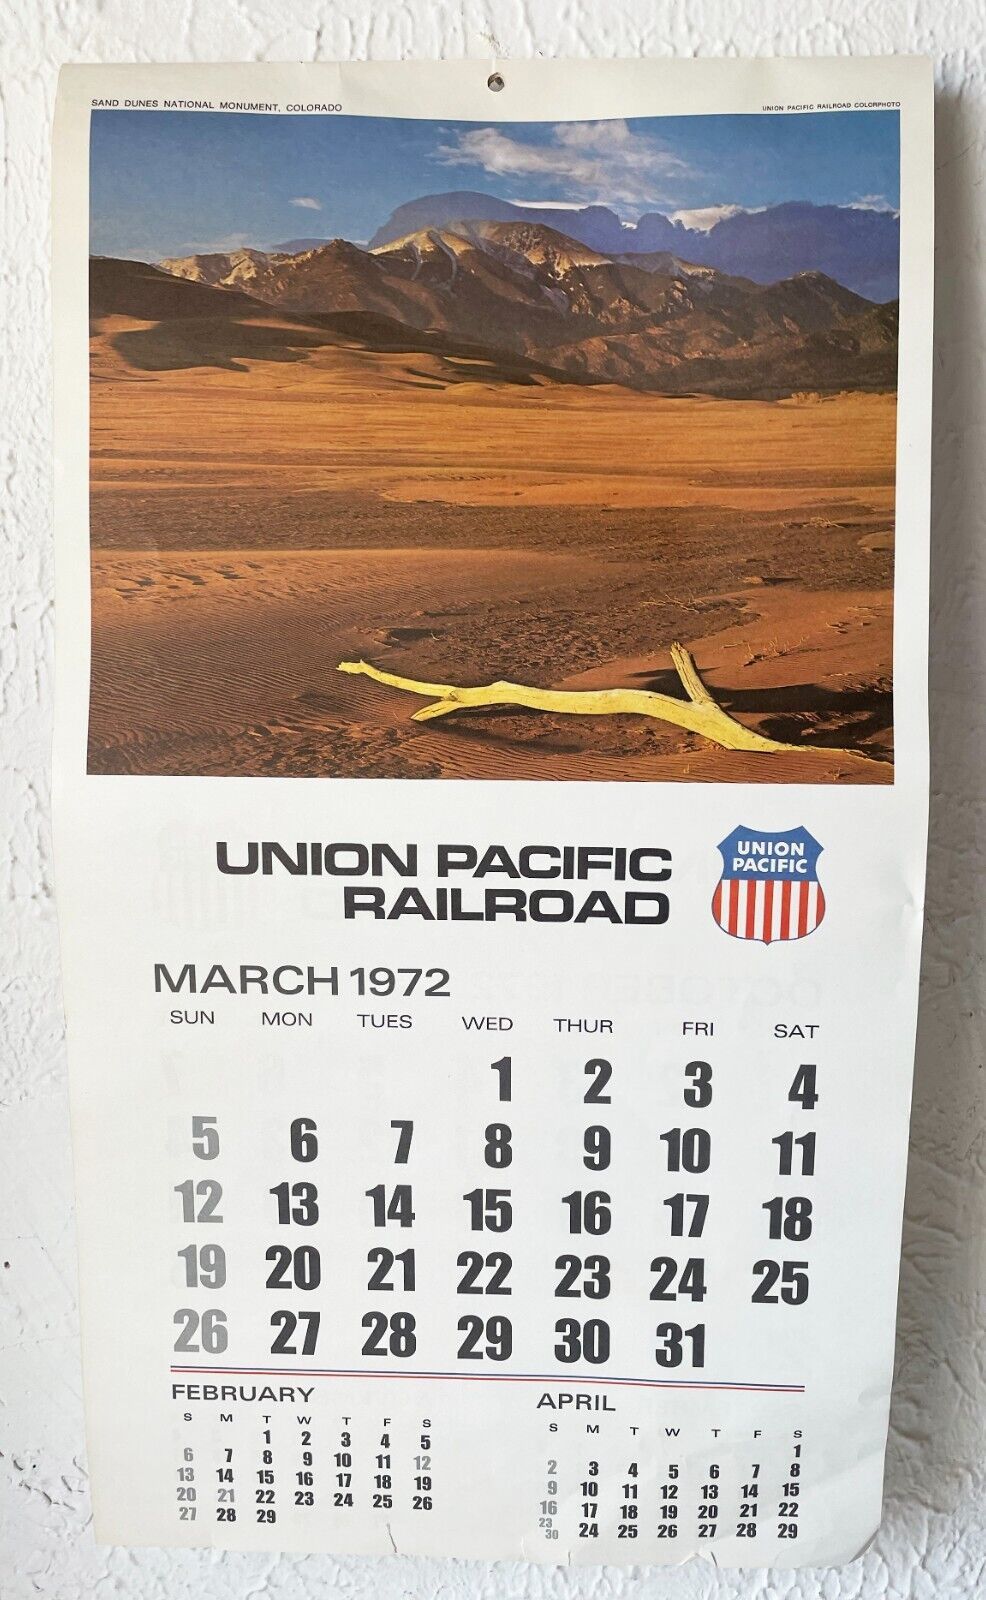 SAND DUNES NATIONAL MONUMENT, COLORADO
UNION PACIFIC RAILROAD COLORPHOTO
UNION PACIFIC
RAILROAD
UNION
PACIFIC
MARCH 1972
SUN MON TUES WED THUR FRI SAT
1 2 3 4
5 6 7 8 9 10 11
12 13 14 15 16 17 18
19 20 21 22 23 24 25
26 27 28 29 30 31
FEBRUARY
S M T W T F S
1 2 3 4 5
6 7 8 9 10 11 12
13 14 15 16 17 18 19
20 21 22 23 24 25 26
27 28 29
APRIL
S M T W T F S
1
2 3 4 5 6 7 8
9 10 11 12 13 14 15
16 17 18 19 20 21 22
23 30 24 25 26 27 28 29